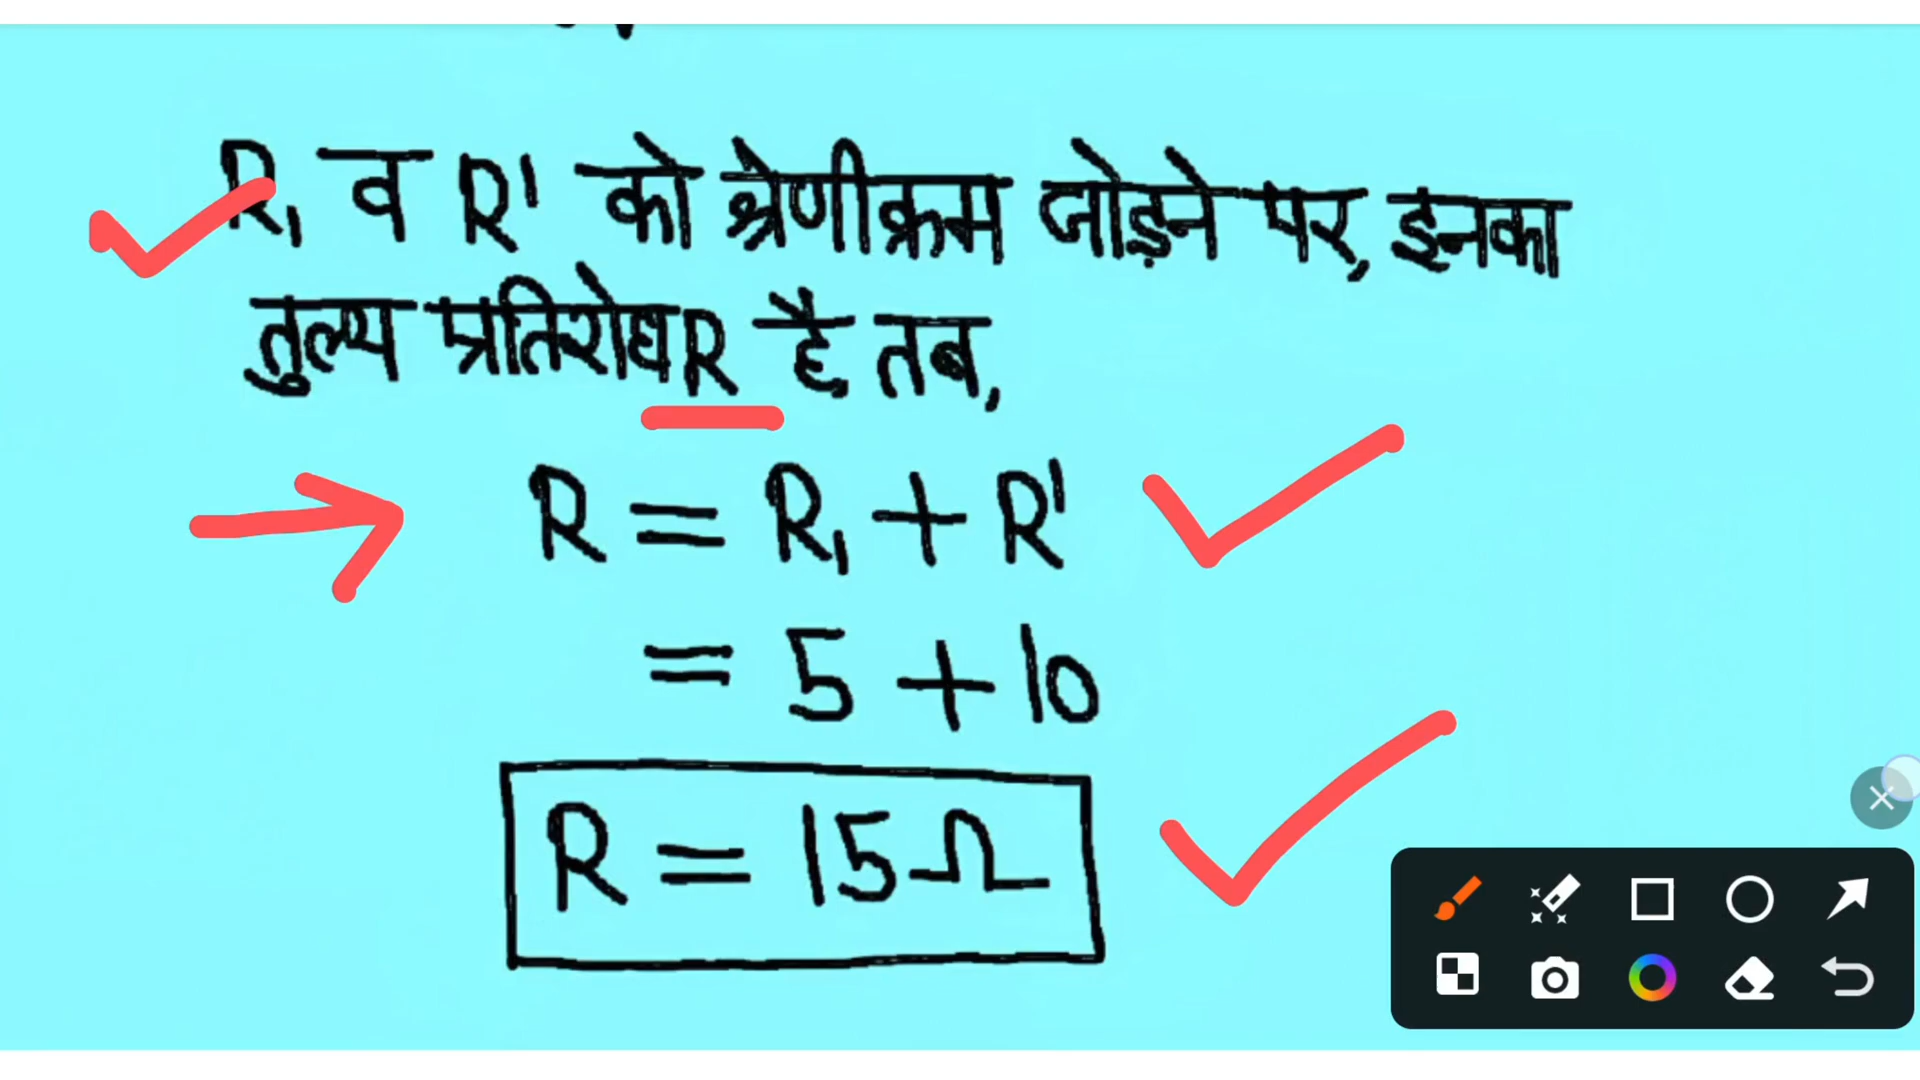 R₁ व R' को श्रेणीक्रम जोड़ने पर, इनका
तुल्य प्रतिरोध R है तब,
R = R₁ + R'
= 5 + 10
R = 15Ω